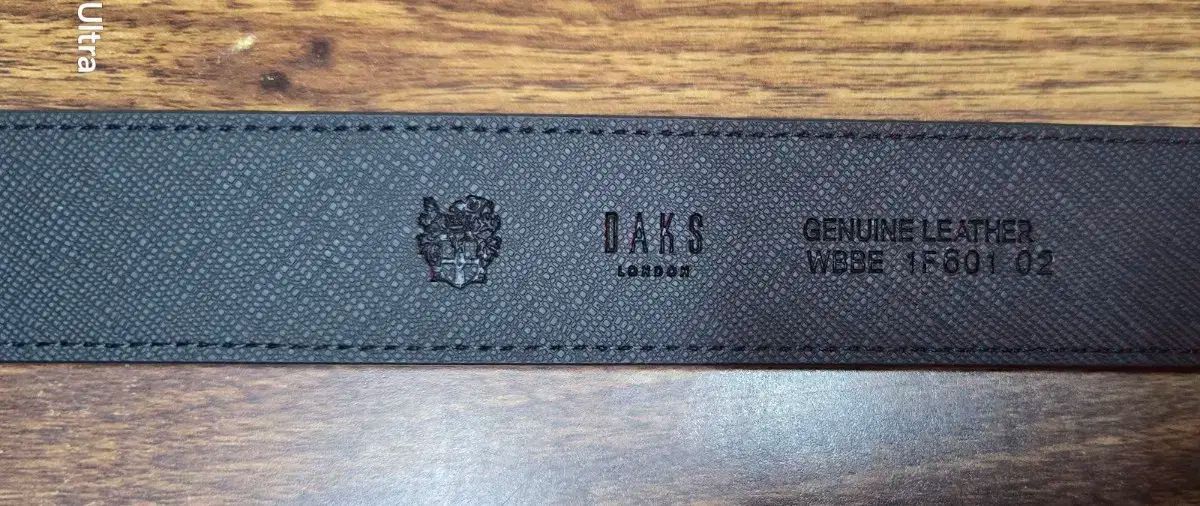 Ultra
DAKS
LONDON
GENUINE LEATHER
WBBE 1F601 02